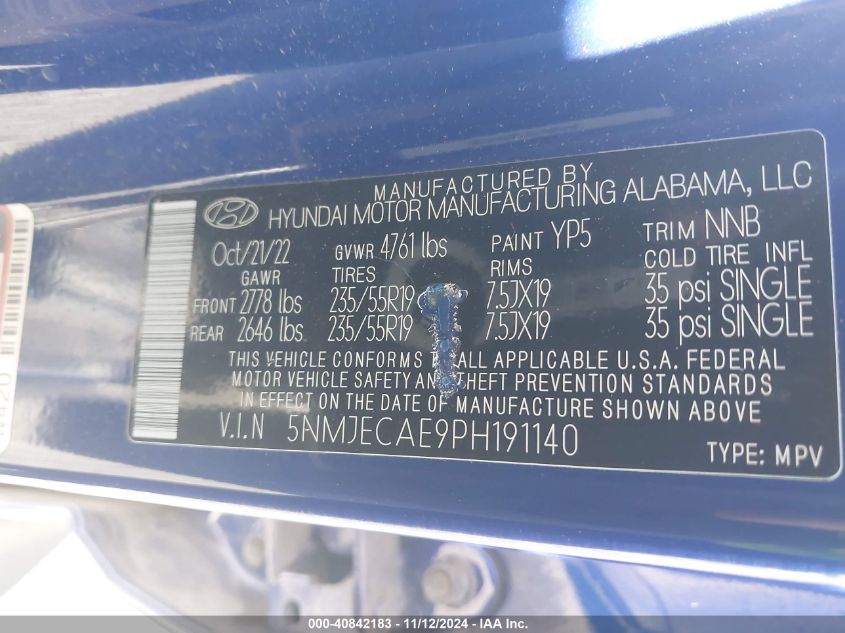 MANUFACTURED BY
HYUNDAI MOTOR MANUFACTURING ALABAMA, LLC
Oct/21/22 GVWR 4761 lbs PAINT YP5 TRIM NNB
GAWR TIRES RIMS COLD TIRE INFL
FRONT 2778 lbs 235/55R19 7.5JX19 35 psi SINGLE
REAR 2646 lbs 235/55R19 7.5JX19 35 psi SINGLE
THIS VEHICLE CONFORMS ALL APPLICABLE U.S.A. FEDERAL
MOTOR VEHICLE SAFETY AND THEFT PREVENTION STANDARDS
IN EFFECT ON THE DATE OF MANUFACTURE SHOWN ABOVE
V.I.N 5NMJECAE9PH191140
TYPE: MPV
W420
000-40842183 - 11/12/2024 - IAA Inc.